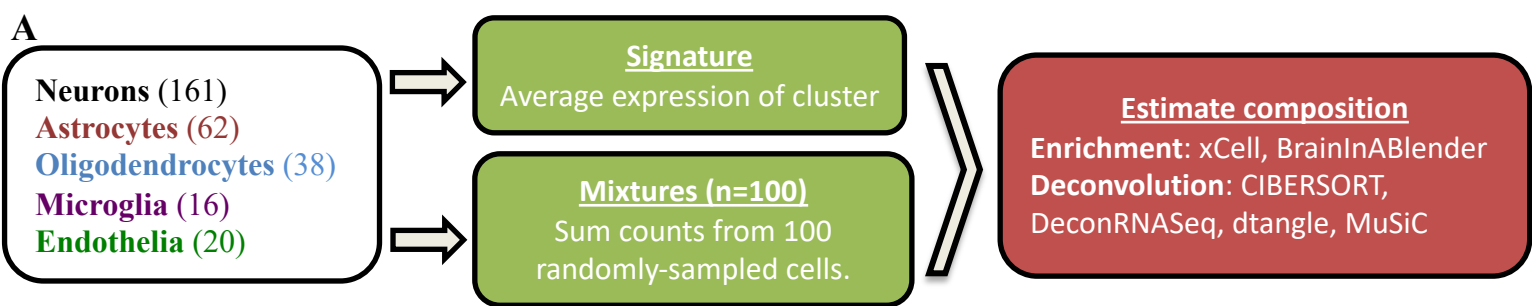 A
Neurons (161)
Astrocytes (62)
Oligodendrocytes (38)
Microglia (16)
Endothelia (20)
Signature
Average expression of cluster
Mixtures (n=100)
Sum counts from 100
randomly-sampled cells.
Estimate composition
Enrichment: xCell, BrainInABlender
Deconvolution: CIBERSORT,
DeconRNASeq, dtangle, MuSiC